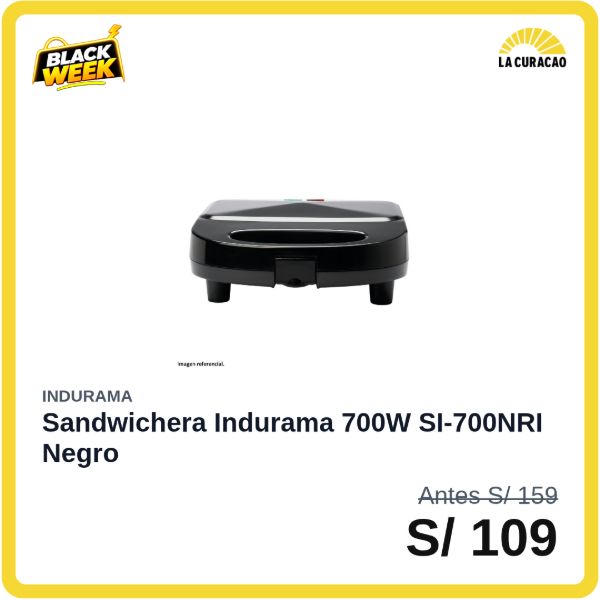 BLACK
WEEK
LA CURACAO
Imagen referencial.
INDURAMA
Sandwichera Indurama 700W SI-700NRI
Negro
Antes S/ 159
S/ 109